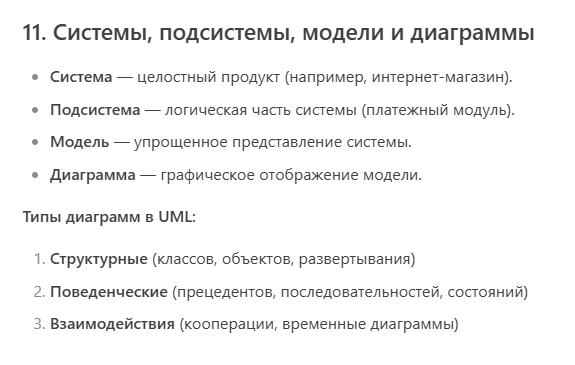 11. Системы, подсистемы, модели и диаграммы
• Система — целостный продукт (например, интернет-магазин).
• Подсистема — логическая часть системы (платежный модуль).
• Модель — упрощенное представление системы.
• Диаграмма — графическое отображение модели.
Типы диаграмм в UML:
1. Структурные (классов, объектов, развертывания)
2. Поведенческие (прецедентов, последовательностей, состояний)
3. Взаимодействия (кооперации, временные диаграммы)